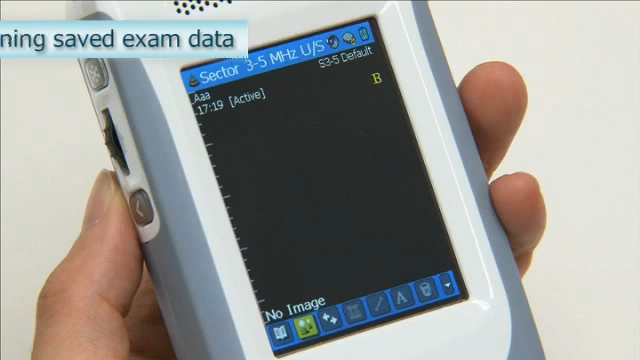 ning saved exam data
Sector 3-5 MHz U/S
S3-5 Default
Aaa
17:19 [Active]
B
No Image
A